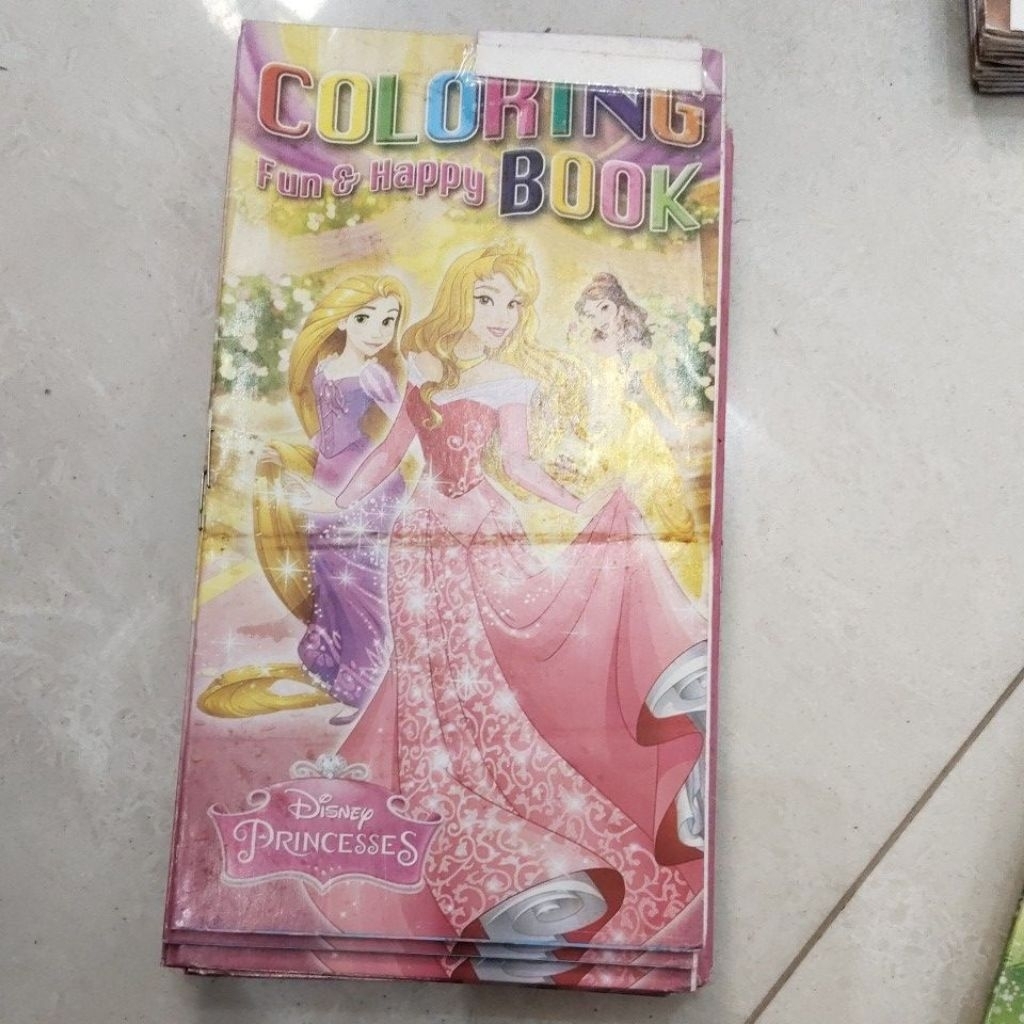 COLORING
Fun & Happy BOOK
Disney
PRINCESSES